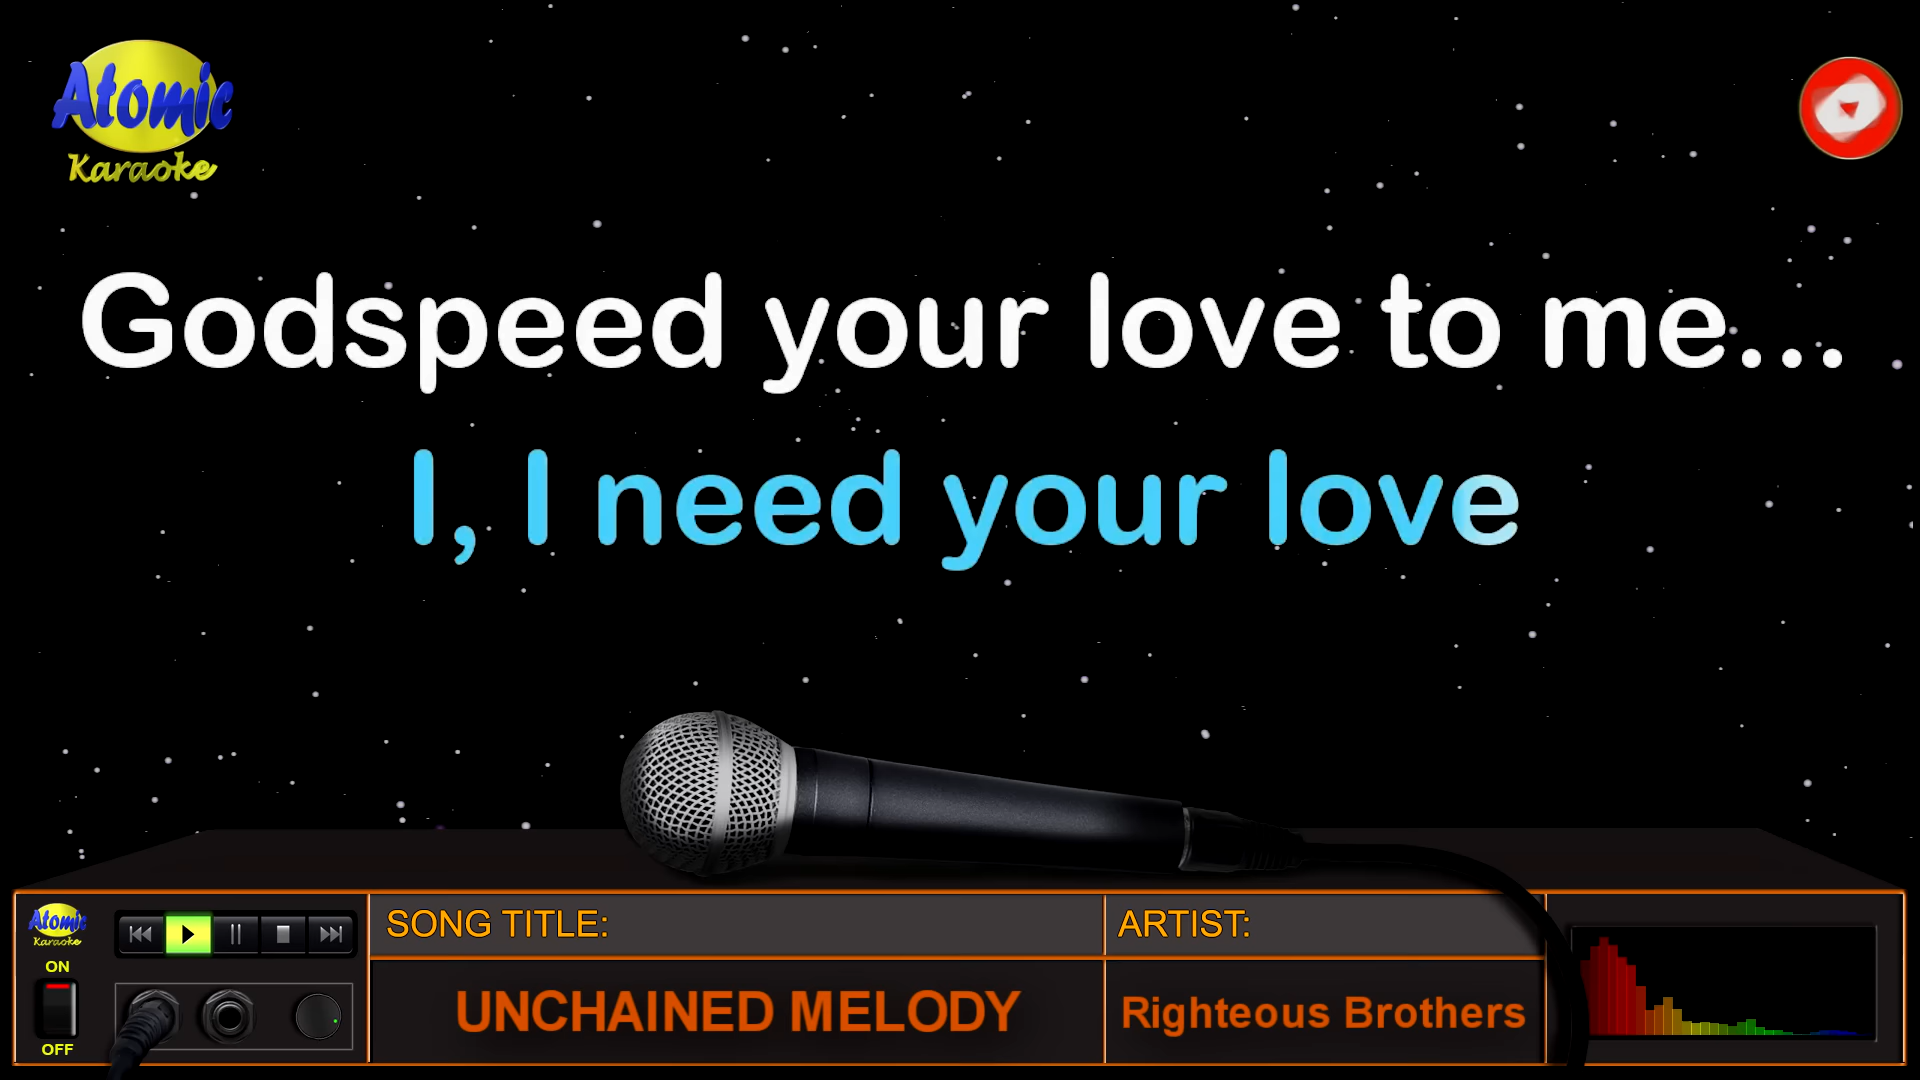 Atomic
Karaoke
Godspeed your love to me...
I, I need your love
Atomic
Karaoke
ON
OFF
SONG TITLE:
ARTIST:
UNCHAINED MELODY
Righteous Brothers